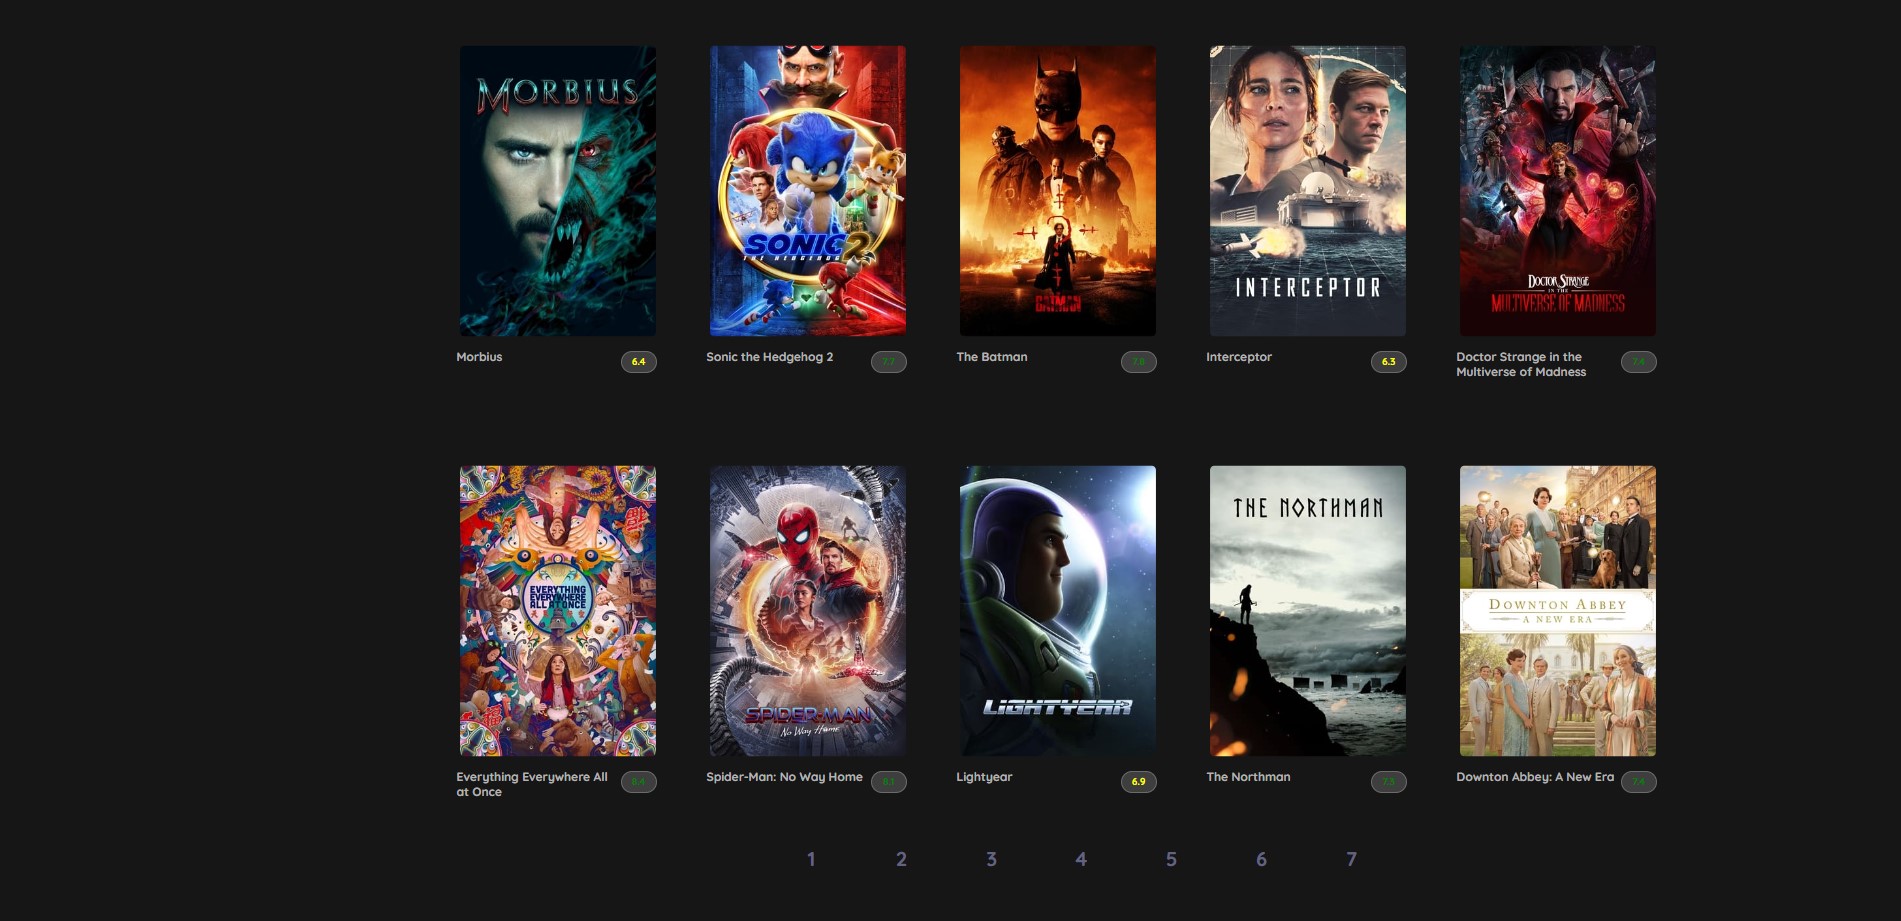 MORBIUS
SONIC 2
THE HEDGEHOG
THE
BATMAN
INTERCEPTOR
DOCTOR STRANGE
IN THE
MULTIVERSE OF MADNESS
Morbius
6.4
Sonic the Hedgehog 2
7.7
The Batman
7.8
Interceptor
6.3
Doctor Strange in the
Multiverse of Madness
7.4
EVERYTHING
EVERYWHERE
ALL AT ONCE
SPIDER-MAN
No Way Home
LIGHTYEAR
THE NORTHMAN
DOWNTON ABBEY
A NEW ERA
Everything Everywhere All
at Once
8.4
Spider-Man: No Way Home
8.1
Lightyear
6.9
The Northman
7.3
Downton Abbey: A New Era
7.4
1 2 3 4 5 6 7